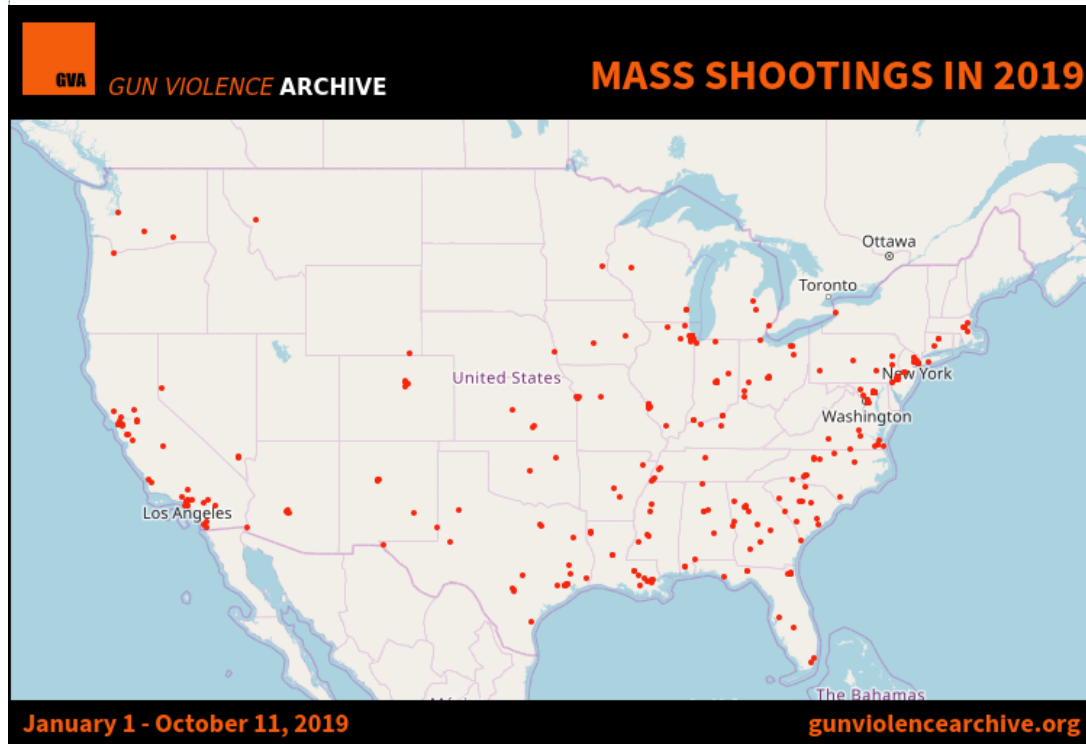 GVA
GUN VIOLENCE ARCHIVE
MASS SHOOTINGS IN 2019
Ottawa
Toronto
United States
New York
Washington
Los Angeles
The Bahamas
January 1 - October 11, 2019
gunviolencearchive.org